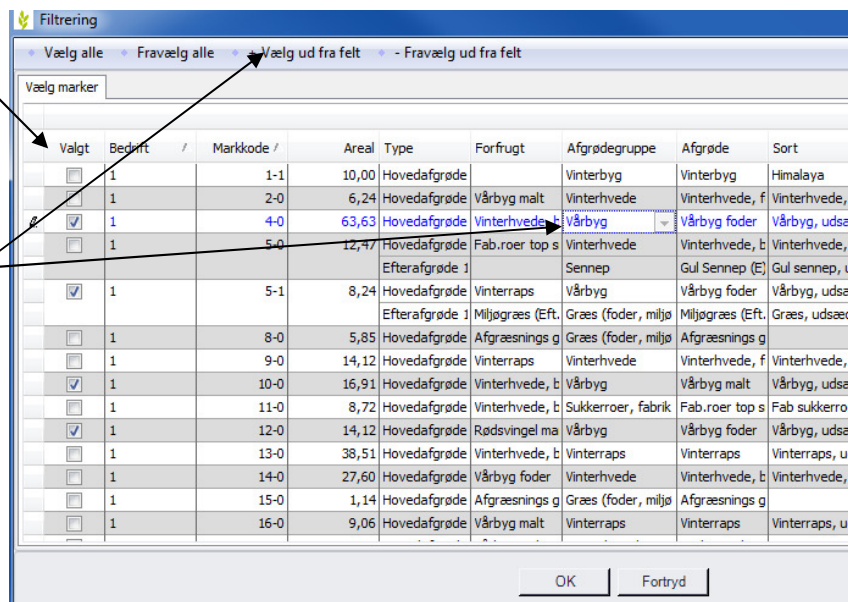 Filtrering
Vælg alle Fravælg alle + Vælg ud fra felt - Fravælg ud fra felt
Vælg marker
Valgt Bedrift / Markkode / Areal Type Forfrugt Afgrødegruppe Afgrøde Sort
1 1-1 10,00 Hovedafgrøde Vinterbyg Vinterbyg Himalaya
1 2-0 6,24 Hovedafgrøde Vårbyg malt Vinterhvede Vinterhvede, f Vinterhvede,
1 4-0 63,63 Hovedafgrøde Vinterhvede, b Vårbyg Vårbyg foder Vårbyg, udsa
1 5-0 12,47 Hovedafgrøde Fab.roer top s Vinterhvede Vinterhvede, b Vinterhvede,
Efterafgrøde 1 Sennep Gul Sennep (E) Gul sennep, u
1 5-1 8,24 Hovedafgrøde Vinterraps Vårbyg Vårbyg foder Vårbyg, udsa
Efterafgrøde 1 Miljøgræs (Eft. Græs (foder, miljø Miljøgræs (Eft. Græs, udsæd
1 8-0 5,85 Hovedafgrøde Afgræsnings g Græs (foder, miljø Afgræsnings g
1 9-0 14,12 Hovedafgrøde Vinterraps Vinterhvede Vinterhvede, f Vinterhvede,
1 10-0 16,91 Hovedafgrøde Vinterhvede, b Vårbyg Vårbyg malt Vårbyg, udsa
1 11-0 8,72 Hovedafgrøde Vinterhvede, b Sukkerroer, fabrik Fab.roer top s Fab sukkerro
1 12-0 14,12 Hovedafgrøde Rødsvingel ma Vårbyg Vårbyg foder Vårbyg, udsa
1 13-0 38,51 Hovedafgrøde Vinterhvede, b Vinterraps Vinterraps Vinterraps, u
1 14-0 27,60 Hovedafgrøde Vårbyg foder Vinterhvede Vinterhvede, b Vinterhvede,
1 15-0 1,14 Hovedafgrøde Afgræsnings g Græs (foder, miljø Afgræsnings g
1 16-0 9,06 Hovedafgrøde Vårbyg malt Vinterraps Vinterraps Vinterraps, u
OK Fortryd